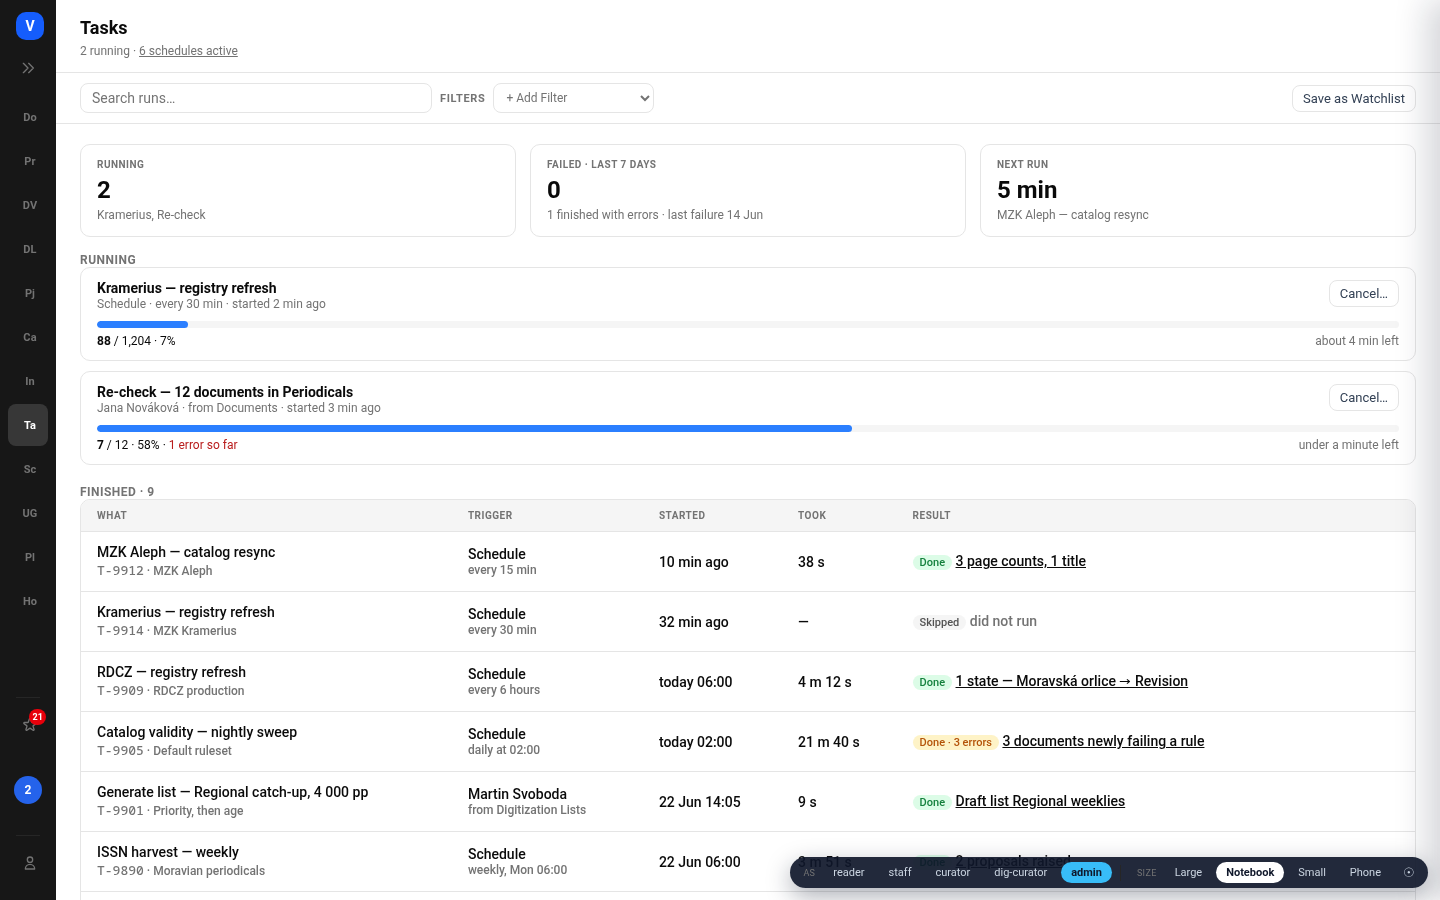 V
Tasks
2 running · 6 schedules active
Search runs...
FILTERS
+ Add Filter
Save as Watchlist
Do
Pr
DV
DL
Pj
Ca
In
Ta
Sc
UG
Pl
Ho
21
2
RUNNING
2
Kramerius, Re-check
FAILED · LAST 7 DAYS
0
1 finished with errors · last failure 14 Jun
NEXT RUN
5 min
MZK Aleph — catalog resync
RUNNING
Kramerius — registry refresh
Schedule · every 30 min · started 2 min ago
Cancel...
88 / 1,204 · 7%
about 4 min left
Re-check — 12 documents in Periodicals
Jana Nováková · from Documents · started 3 min ago
Cancel...
7 / 12 · 58% · 1 error so far
under a minute left
FINISHED · 9
WHAT TRIGGER STARTED TOOK RESULT
MZK Aleph — catalog resync
T-9912 · MZK Aleph
Schedule
every 15 min
10 min ago
38 s
Done 3 page counts, 1 title
Kramerius — registry refresh
T-9914 · MZK Kramerius
Schedule
every 30 min
32 min ago
—
Skipped did not run
RDCZ — registry refresh
T-9909 · RDCZ production
Schedule
every 6 hours
today 06:00
4 m 12 s
Done 1 state — Moravská orlice → Revision
Catalog validity — nightly sweep
T-9905 · Default ruleset
Schedule
daily at 02:00
today 02:00
21 m 40 s
Done · 3 errors 3 documents newly failing a rule
Generate list — Regional catch-up, 4 000 pp
T-9901 · Priority, then age
Martin Svoboda
from Digitization Lists
22 Jun 14:05
9 s
Done Draft list Regional weeklies
ISSN harvest — weekly
T-9890 · Moravian periodicals
Schedule
weekly, Mon 06:00
22 Jun 06:00
3 m 51 s
Done 2 proposals raised
AS reader staff curator dig-curator admin SIZE Large Notebook Small Phone